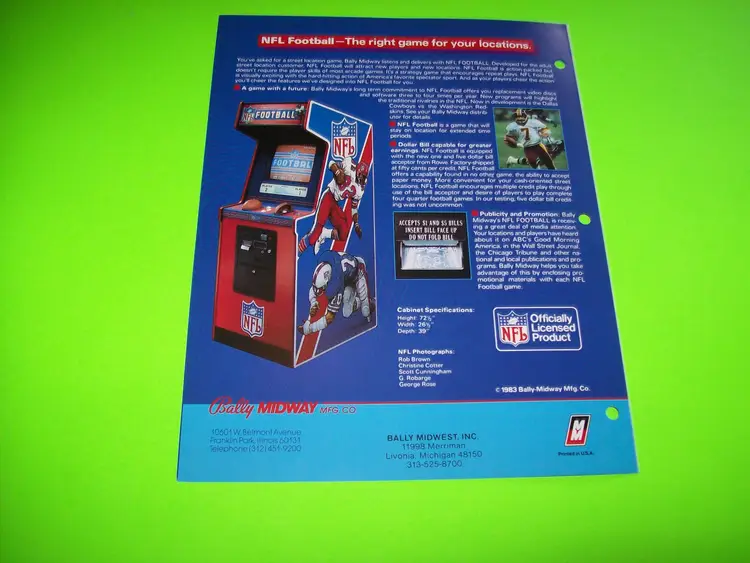 NFL Football—The right game for your locations.
You've asked for a street location game, Bally Midway listens and delivers with NFL FOOTBALL. Developed for the adult
street location customer, NFL Football will attract new players and new locations. NFL Football is action packed but
doesn't require the player skills of most arcade games. It's a strategy game that encourages repeat plays. NFL Football
is visually exciting with the hard-hitting action of America's favorite spectator sport. And as your players cheer the action
you'll cheer the features we've designed into NFL Football for you.
A game with a future: Bally Midway's long term commitment to NFL Football offers you replacement video discs
and software three to four times per year. New programs will highlight
the traditional rivalries in the NFL. Now in development is the Dallas
Cowboys vs the Washington Red-
skins. See your Bally Midway distrib-
utor for details.
NFL Football is a game that will
stay on location for extended time
periods.
Dollar Bill capable for greater
earnings. NFL Football is equipped
with the new one and five dollar bill
acceptor from Rowe. Factory-shipped
at fifty cents per credit, NFL Football
offers a capability found in no other game, the ability to accept
paper money. More convenient for your cash-oriented street
locations, NFL Football encourages multiple credit play through
use of the bill acceptor and desire of players to play complete
four quarter football games. In our testing, five dollar bill credit-
ing was not uncommon.
FOOTBALL
FOOTBALL
NFL
NFL
ACCEPTS $1 AND $5 BILLS
INSERT BILL FACE UP
DO NOT FOLD BILL
Publicity and Promotion: Bally
Midway's NFL FOOTBALL is receiv-
ing a great deal of media attention.
Your locations and players have heard
about it on ABC's Good Morning
America, in the Wall Street Journal,
the Chicago Tribune and other na-
tional and local publications and pro-
grams. Bally Midway helps you take
advantage of this by enclosing pro-
motional materials with each NFL
Football game.
Cabinet Specifications:
Height: 72½"
Width: 26½"
Depth: 39"
NFL Photographs:
Rob Brown
Christine Cotter
Scott Cunningham
G. Robarge
George Rose
NFL
Officially
Licensed
Product
© 1983 Bally-Midway Mfg. Co.
Bally MIDWAY MFG. CO.
10601 W. Belmont Avenue
Franklin Park, Illinois 60131
Telephone (312) 451-9200
BALLY MIDWEST, INC.
11998 Merriman
Livonia, Michigan 48150
313-525-8700
Printed in U.S.A.